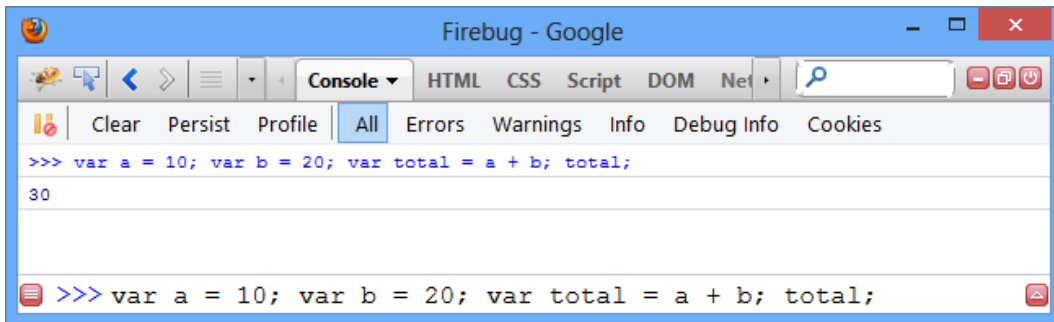 Firebug - Google
Console HTML CSS Script DOM Net
Clear Persist Profile All Errors Warnings Info Debug Info Cookies
>>> var a = 10; var b = 20; var total = a + b; total;
30
>>> var a = 10; var b = 20; var total = a + b; total;